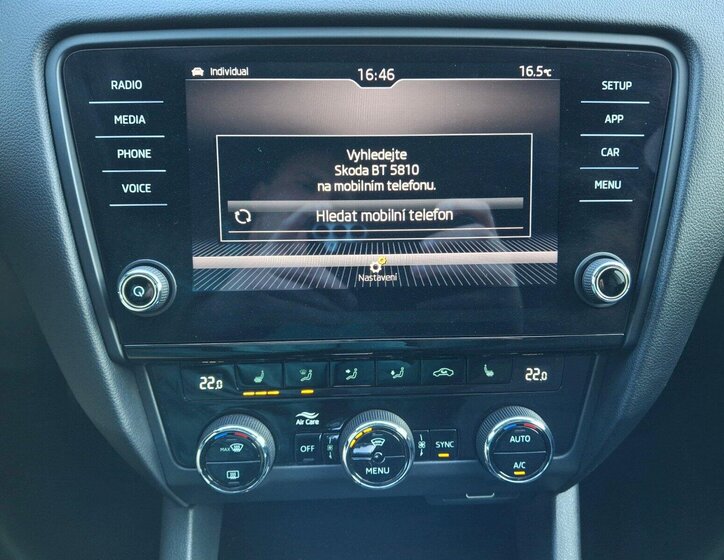 Individual
16:46
16.5°C
RADIO
MEDIA
PHONE
VOICE
SETUP
APP
CAR
MENU
Vyhledejte
Skoda BT 5810
na mobilním telefonu.
Hledat mobilní telefon
Nastavení
22.0
22.0
Air Care
MAX
OFF
MENU
SYNC
AUTO
A/C